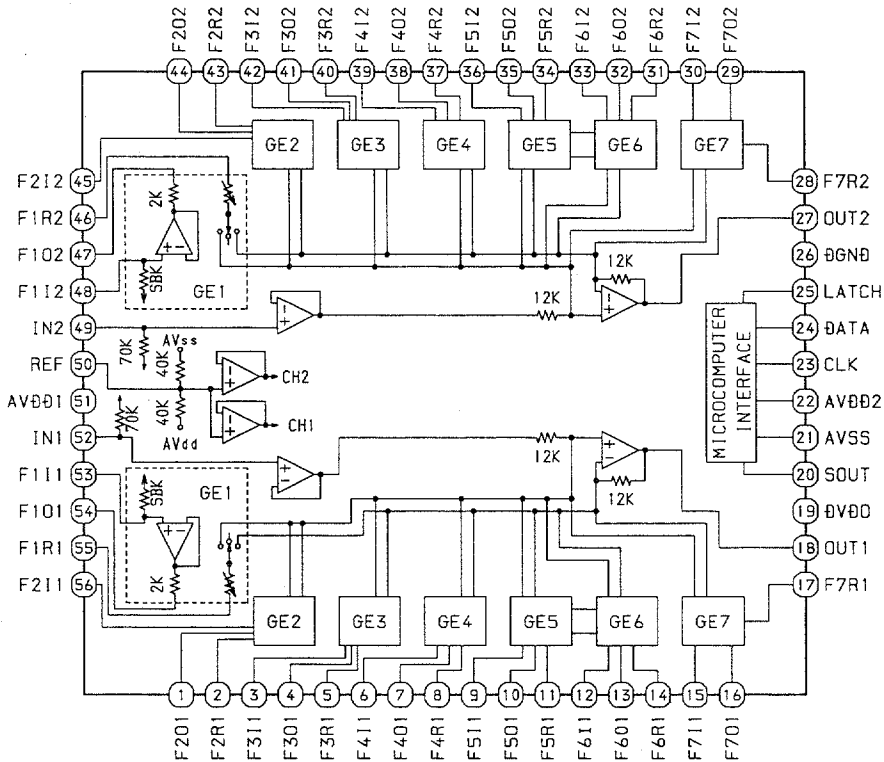 F2O2
F2R2
F3I2
F3O2
F3R2
F4I2
F4O2
F4R2
F5I2
F5O2
F5R2
F6I2
F6O2
F6R2
F7I2
F7O2
44
43
42
41
40
39
38
37
36
35
34
33
32
31
30
29
GE2
GE3
GE4
GE5
GE6
GE7
F2I2
45
F1R2
46
F1O2
47
F1I2
48
IN2
49
REF
50
AVDD1
51
IN1
52
F1I1
53
F1O1
54
F1R1
55
F2I1
56
2K
+
-
SBK
GE1
70K
AVss
40K
40K
AVdd
70K
-
+
-
+
CH2
-
+
CH1
+
-
12K
12K
-
+
+
-
12K
12K
SBK
GE1
+
-
2K
28
F7R2
27
OUT2
26
DGND
25
LATCH
24
DATA
23
CLK
22
AVDD2
21
AVSS
20
SOUT
19
DVDD
18
OUT1
17
F7R1
MICROCOMPUTER
INTERFACE
GE2
GE3
GE4
GE5
GE6
GE7
1
2
3
4
5
6
7
8
9
10
11
12
13
14
15
16
F2O1
F2R1
F3I1
F3O1
F3R1
F4I1
F4O1
F4R1
F5I1
F5O1
F5R1
F6I1
F6O1
F6R1
F7I1
F7O1